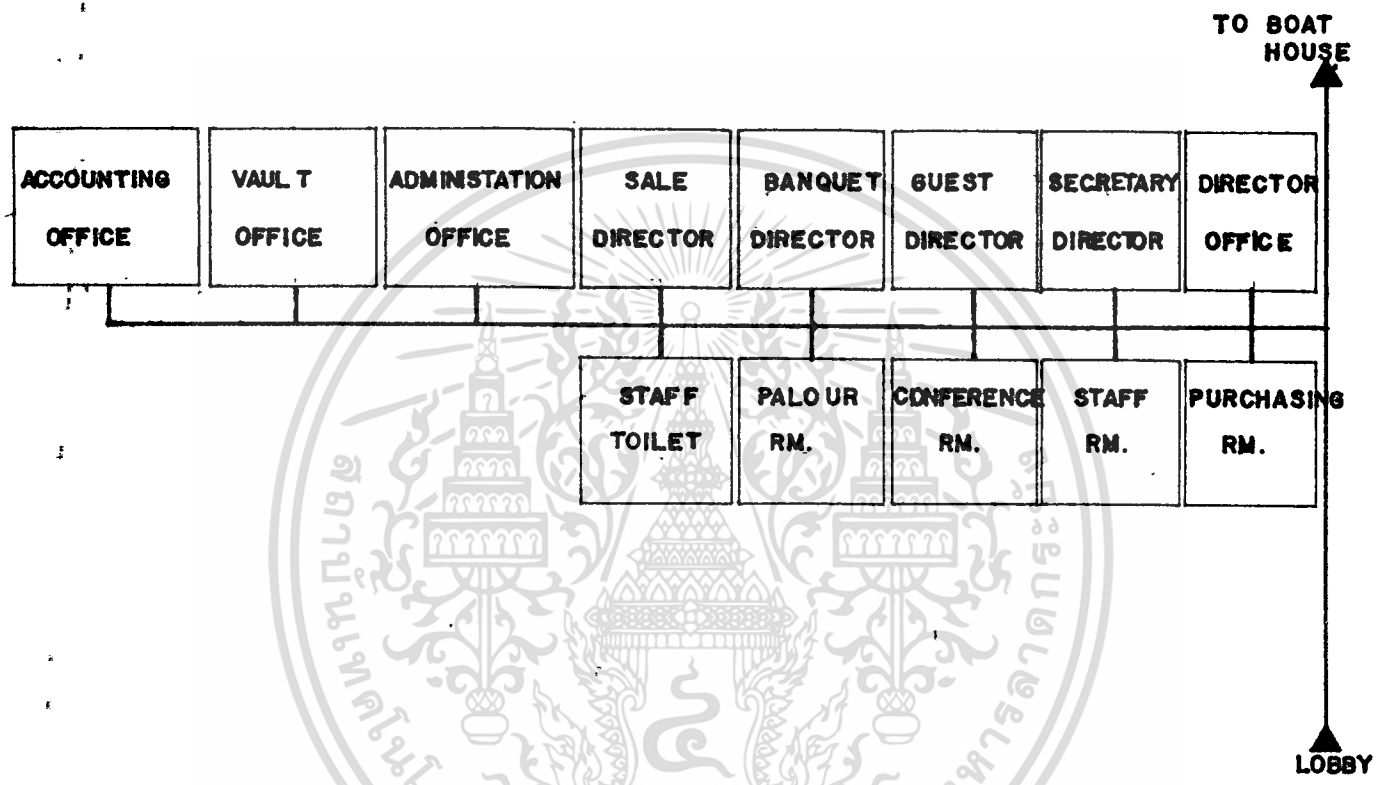 TO BOAT
HOUSE
ACCOUNTING
OFFICE
VAULT
OFFICE
ADMINISTATION
OFFICE
SALE
DIRECTOR
BANQUET
DIRECTOR
GUEST
DIRECTOR
SECRETARY
DIRECTOR
DIRECTOR
OFFICE
STAFF
TOILET
PALOUR
RM.
CONFERENCE
RM.
STAFF
RM.
PURCHASING
RM.
LOBBY